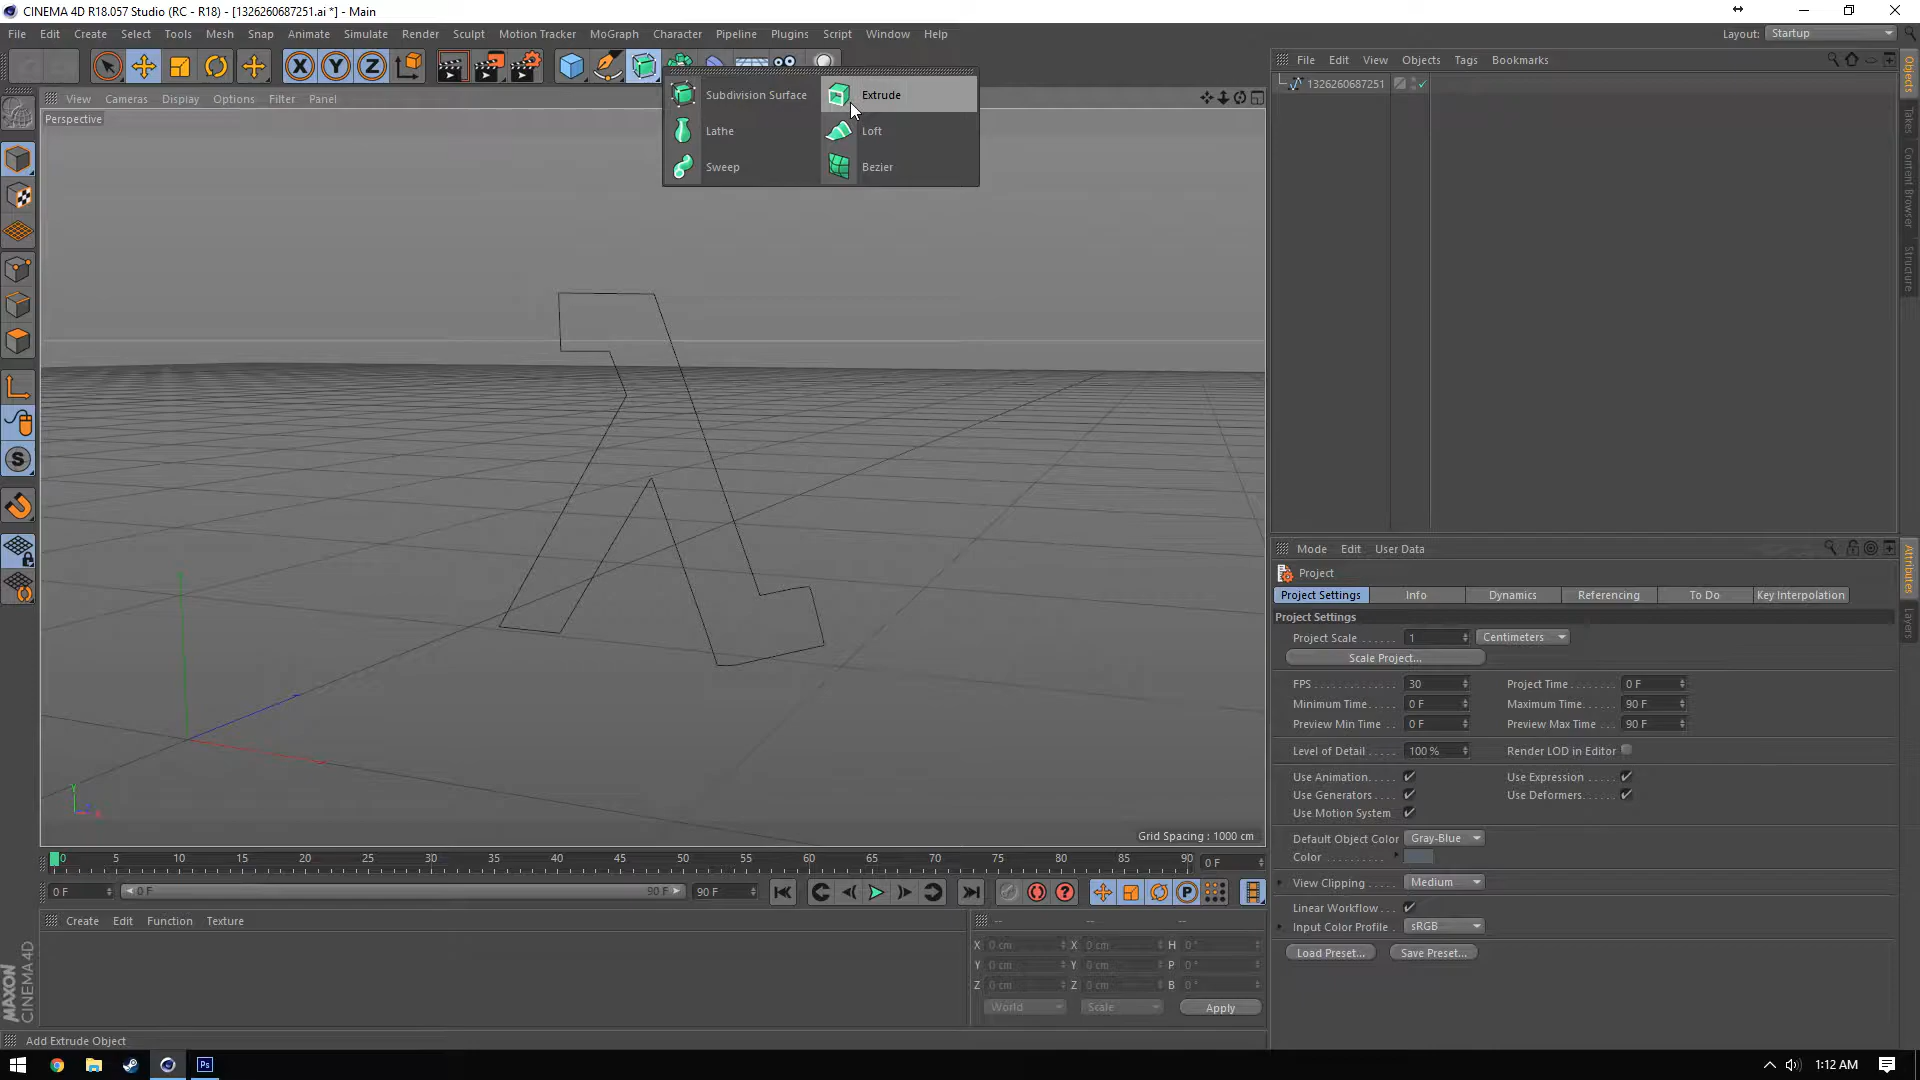 CINEMA 4D R18.057 Studio (RC - R18) - [1326260687251.ai *] - Main
File Edit Create Select Tools Mesh Snap Animate Simulate Render Sculpt Motion Tracker MoGraph Character Pipeline Plugins Script Window Help
Layout: Startup
X Y Z
File Edit View Objects Tags Bookmarks
View Cameras Display Options Filter Panel
Perspective
Subdivision Surface Extrude
Lathe Loft
Sweep Bezier
1326260687251
Objects
Takes
Content Browser
Structure
S
Mode Edit User Data
Project
Project Settings Info Dynamics Referencing To Do Key Interpolation
Project Settings
Project Scale 1 Centimeters
Scale Project...
FPS 30 Project Time 0 F
Minimum Time 0 F Maximum Time 90 F
Preview Min Time 0 F Preview Max Time 90 F
Level of Detail 100 % Render LOD in Editor
Use Animation Use Expression
Use Generators Use Deformers
Use Motion System
Default Object Color Gray-Blue
Color
View Clipping Medium
Linear Workflow
Input Color Profile sRGB
Load Preset... Save Preset...
Attributes
Layers
Y
Grid Spacing : 1000 cm
0 5 10 15 20 25 30 35 40 45 50 55 60 65 70 75 80 85 90 0 F
0 F 0 F 90 F 90 F
P
Create Edit Function Texture
-- -- --
X 0 cm X 0 cm H 0 °
Y 0 cm Y 0 cm P 0 °
Z 0 cm Z 0 cm B 0 °
World Scale Apply
MAXON
CINEMA 4D
Add Extrude Object
Ps
1:12 AM